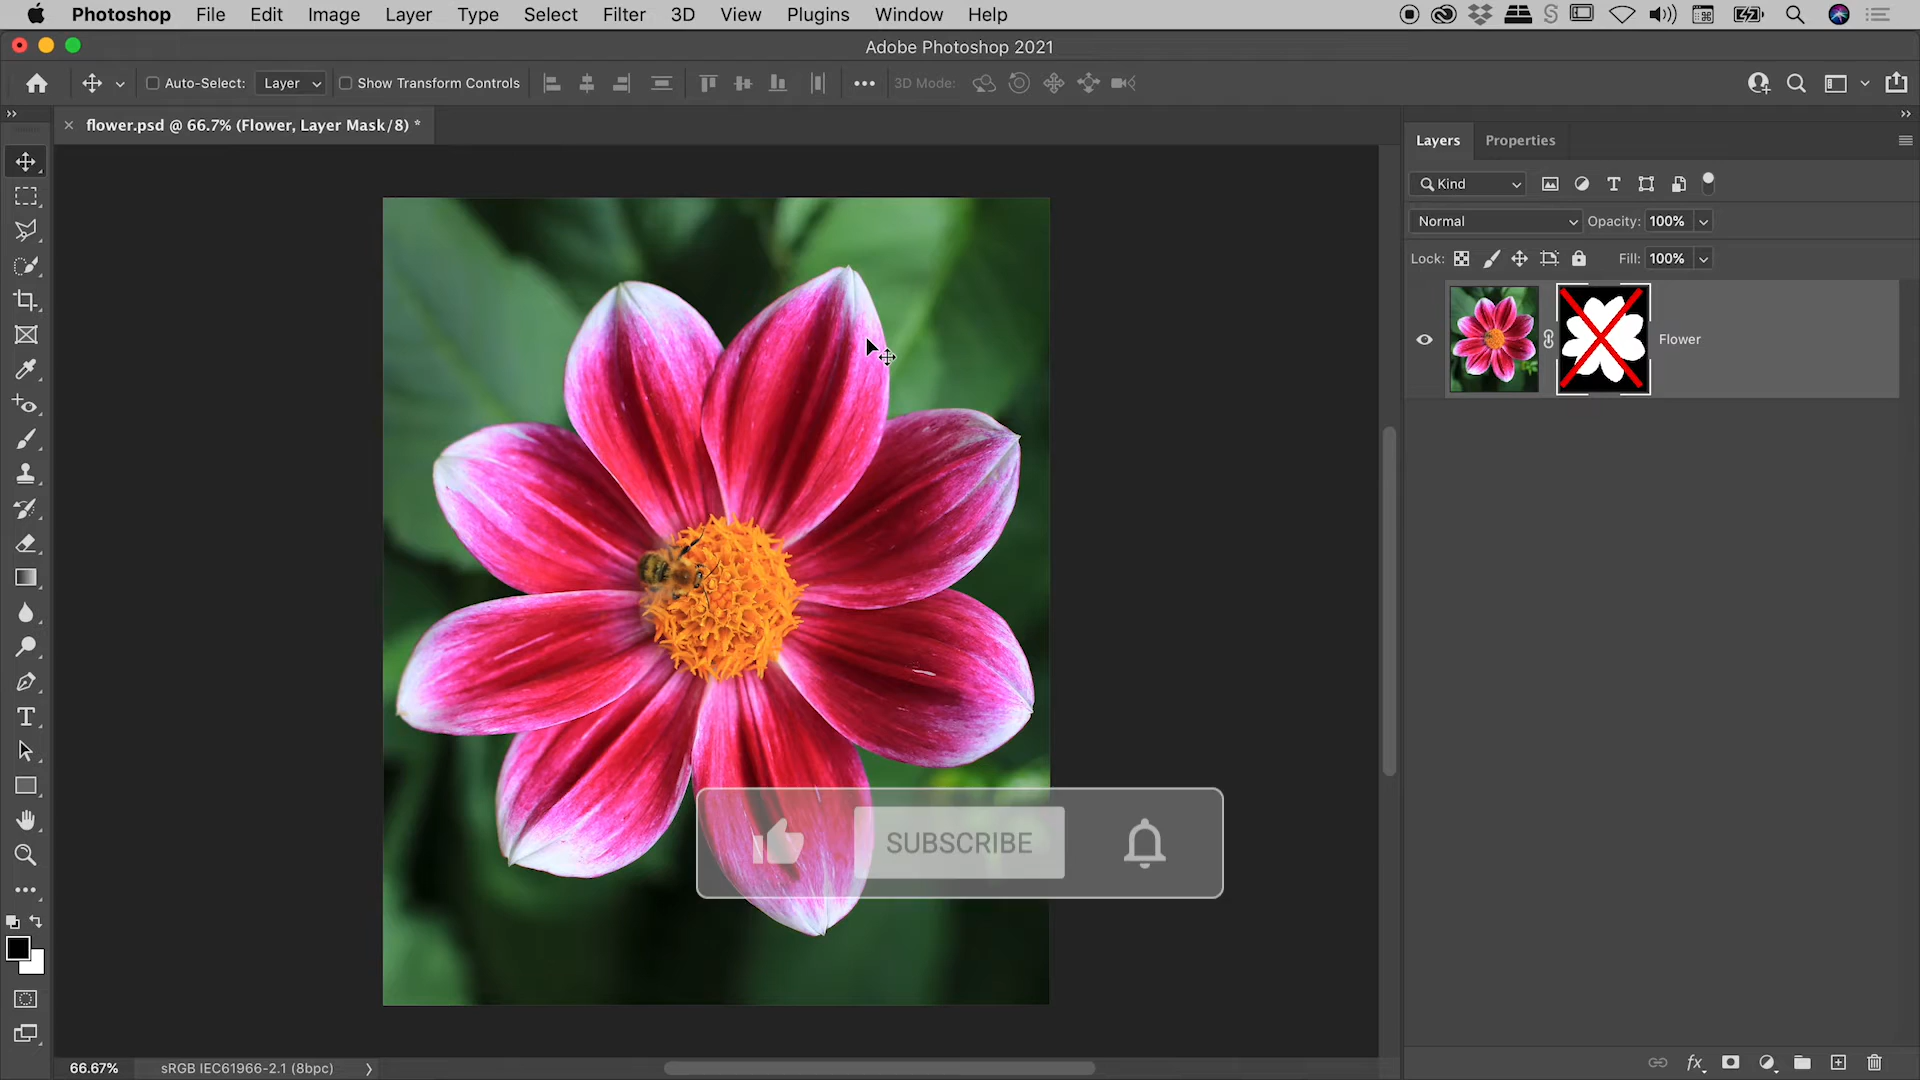 Photoshop File Edit Image Layer Type Select Filter 3D View Plugins Window Help
Adobe Photoshop 2021
Auto-Select: Layer Show Transform Controls 3D Mode:
flower.psd @ 66.7% (Flower, Layer Mask/8) *
Layers Properties
Kind
Normal Opacity: 100%
Lock: Fill: 100%
Flower
SUBSCRIBE
66.67% sRGB IEC61966-2.1 (8bpc)